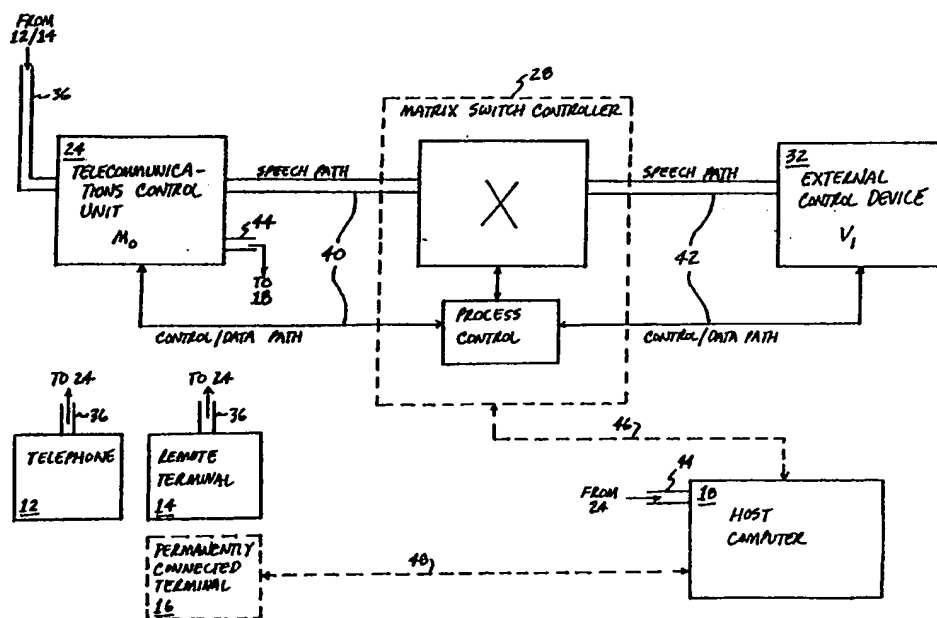 FROM
12/14
36
28
MATRIX SWITCH CONTROLLER
24
TELECOMMUNICA-
TIONS CONTROL
UNIT
M₀
SPEECH PATH
X
SPEECH PATH
32
EXTERNAL
CONTROL DEVICE
V₁
44
TO
18
40
42
PROCESS
CONTROL
CONTROL/DATA PATH
CONTROL/DATA PATH
TO 24
TO 24
36
36
TELEPHONE
12
REMOTE
TERMINAL
14
46
44
FROM
24
18
HOST
COMPUTER
PERMANENTLY
CONNECTED
TERMINAL
16
48